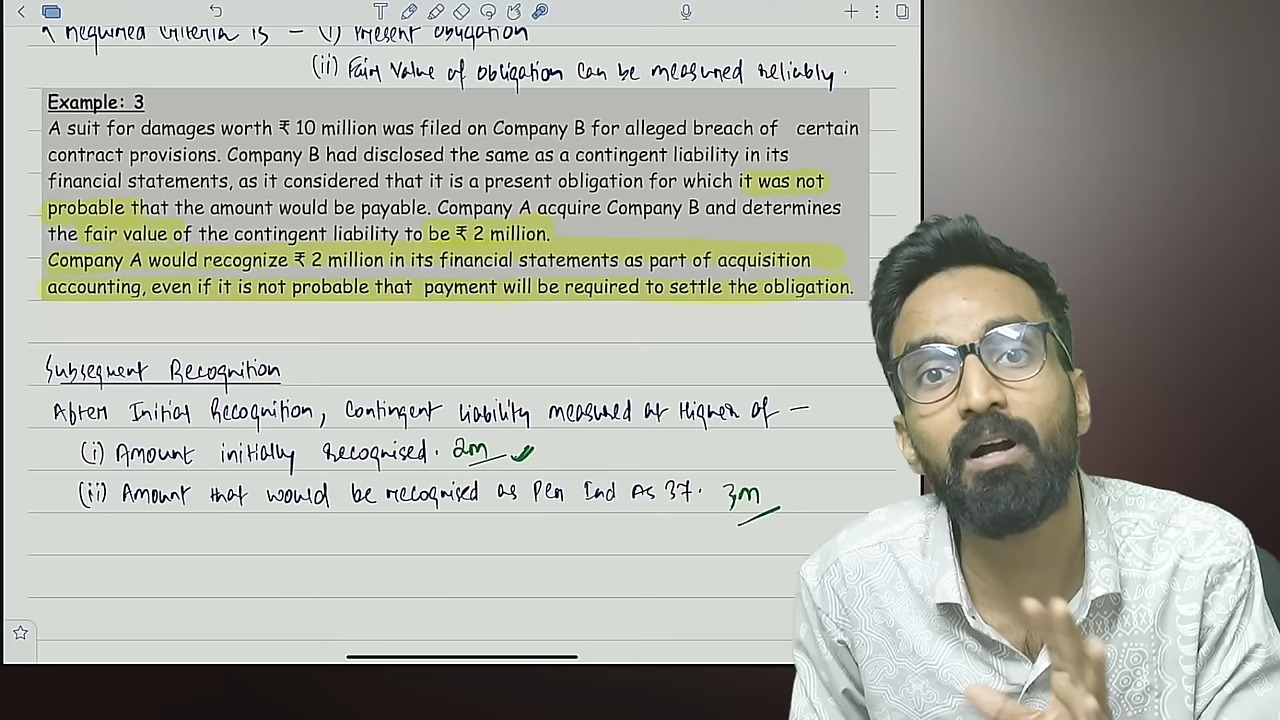 Required Criteria is - (i) Present obligation
(ii) Fair Value of obligation can be measured reliably.
Example: 3
A suit for damages worth ₹ 10 million was filed on Company B for alleged breach of certain
contract provisions. Company B had disclosed the same as a contingent liability in its
financial statements, as it considered that it is a present obligation for which it was not
probable that the amount would be payable. Company A acquire Company B and determines
the fair value of the contingent liability to be ₹ 2 million.
Company A would recognize ₹ 2 million in its financial statements as part of acquisition
accounting, even if it is not probable that payment will be required to settle the obligation.
Subsequent Recognition
After Initial Recognition, Contingent liability measured at Higher of -
(i) Amount initially Recognised. 2m
(ii) Amount that would be recognised as Per Ind AS 37. 3m